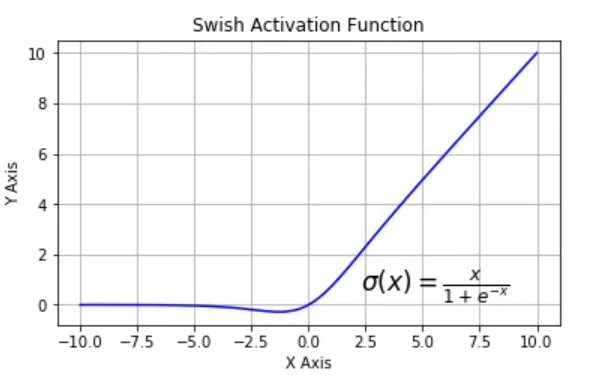 Swish Activation Function
10
8
6
4
2
0
Y Axis
σ(x) = x / 1 + e^−x
−10.0 −7.5 −5.0 −2.5 0.0 2.5 5.0 7.5 10.0
X Axis